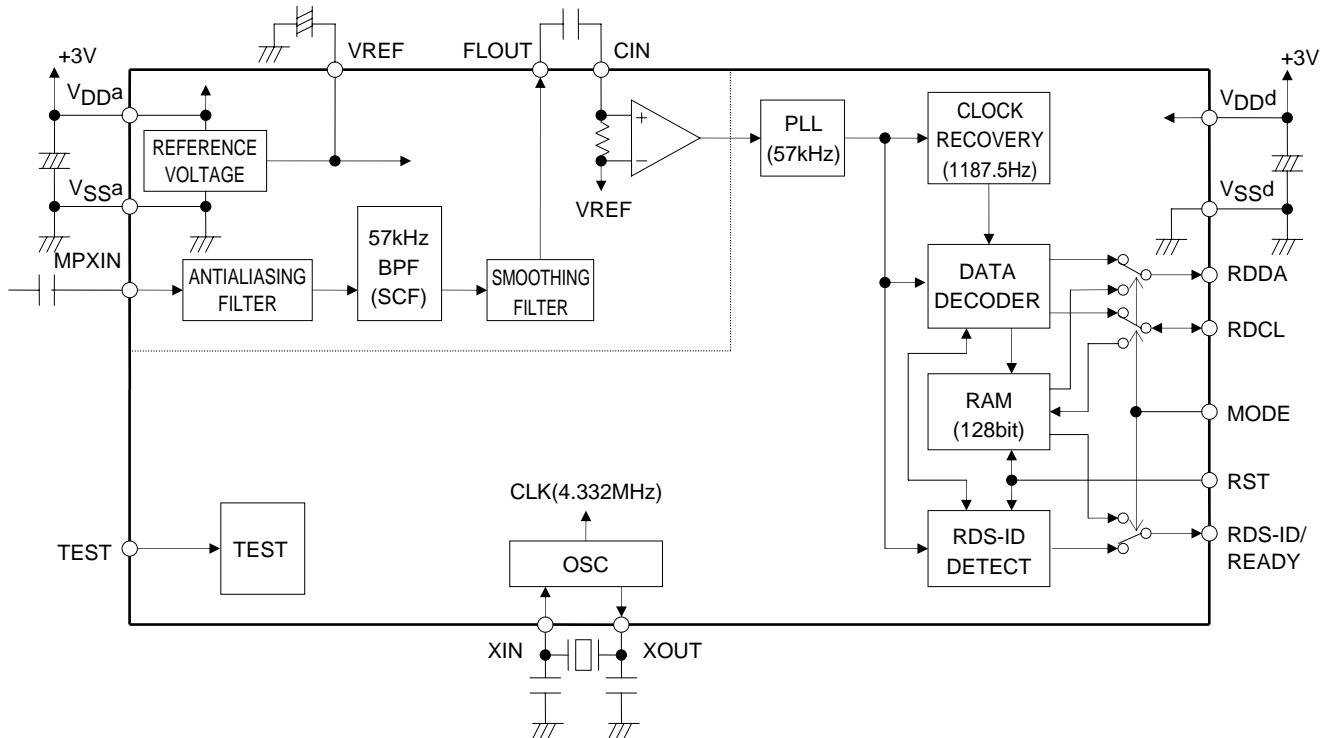 VREF
FLOUT
CIN
+3V
+3V
VDDa
VDDd
REFERENCE
VOLTAGE
PLL
(57kHz)
CLOCK
RECOVERY
(1187.5Hz)
+
−
VSSa
VSSd
VREF
MPXIN
ANTIALIASING
FILTER
57kHz
BPF
(SCF)
SMOOTHING
FILTER
DATA
DECODER
RDDA
RDCL
RAM
(128bit)
MODE
RST
CLK(4.332MHz)
TEST
TEST
OSC
RDS-ID
DETECT
RDS-ID/
READY
XIN
XOUT